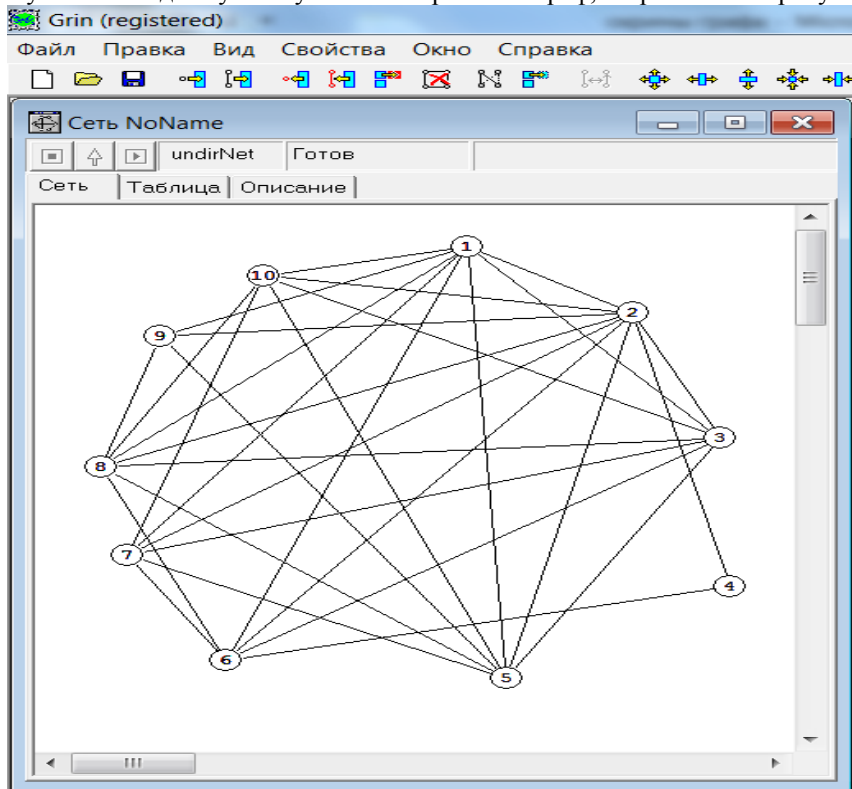 Grin (registered)
Файл Правка Вид Свойства Окно Справка
Сеть NoName
undirNet Готов
Сеть Таблица Описание
1
10
2
9
3
8
7
4
6
5